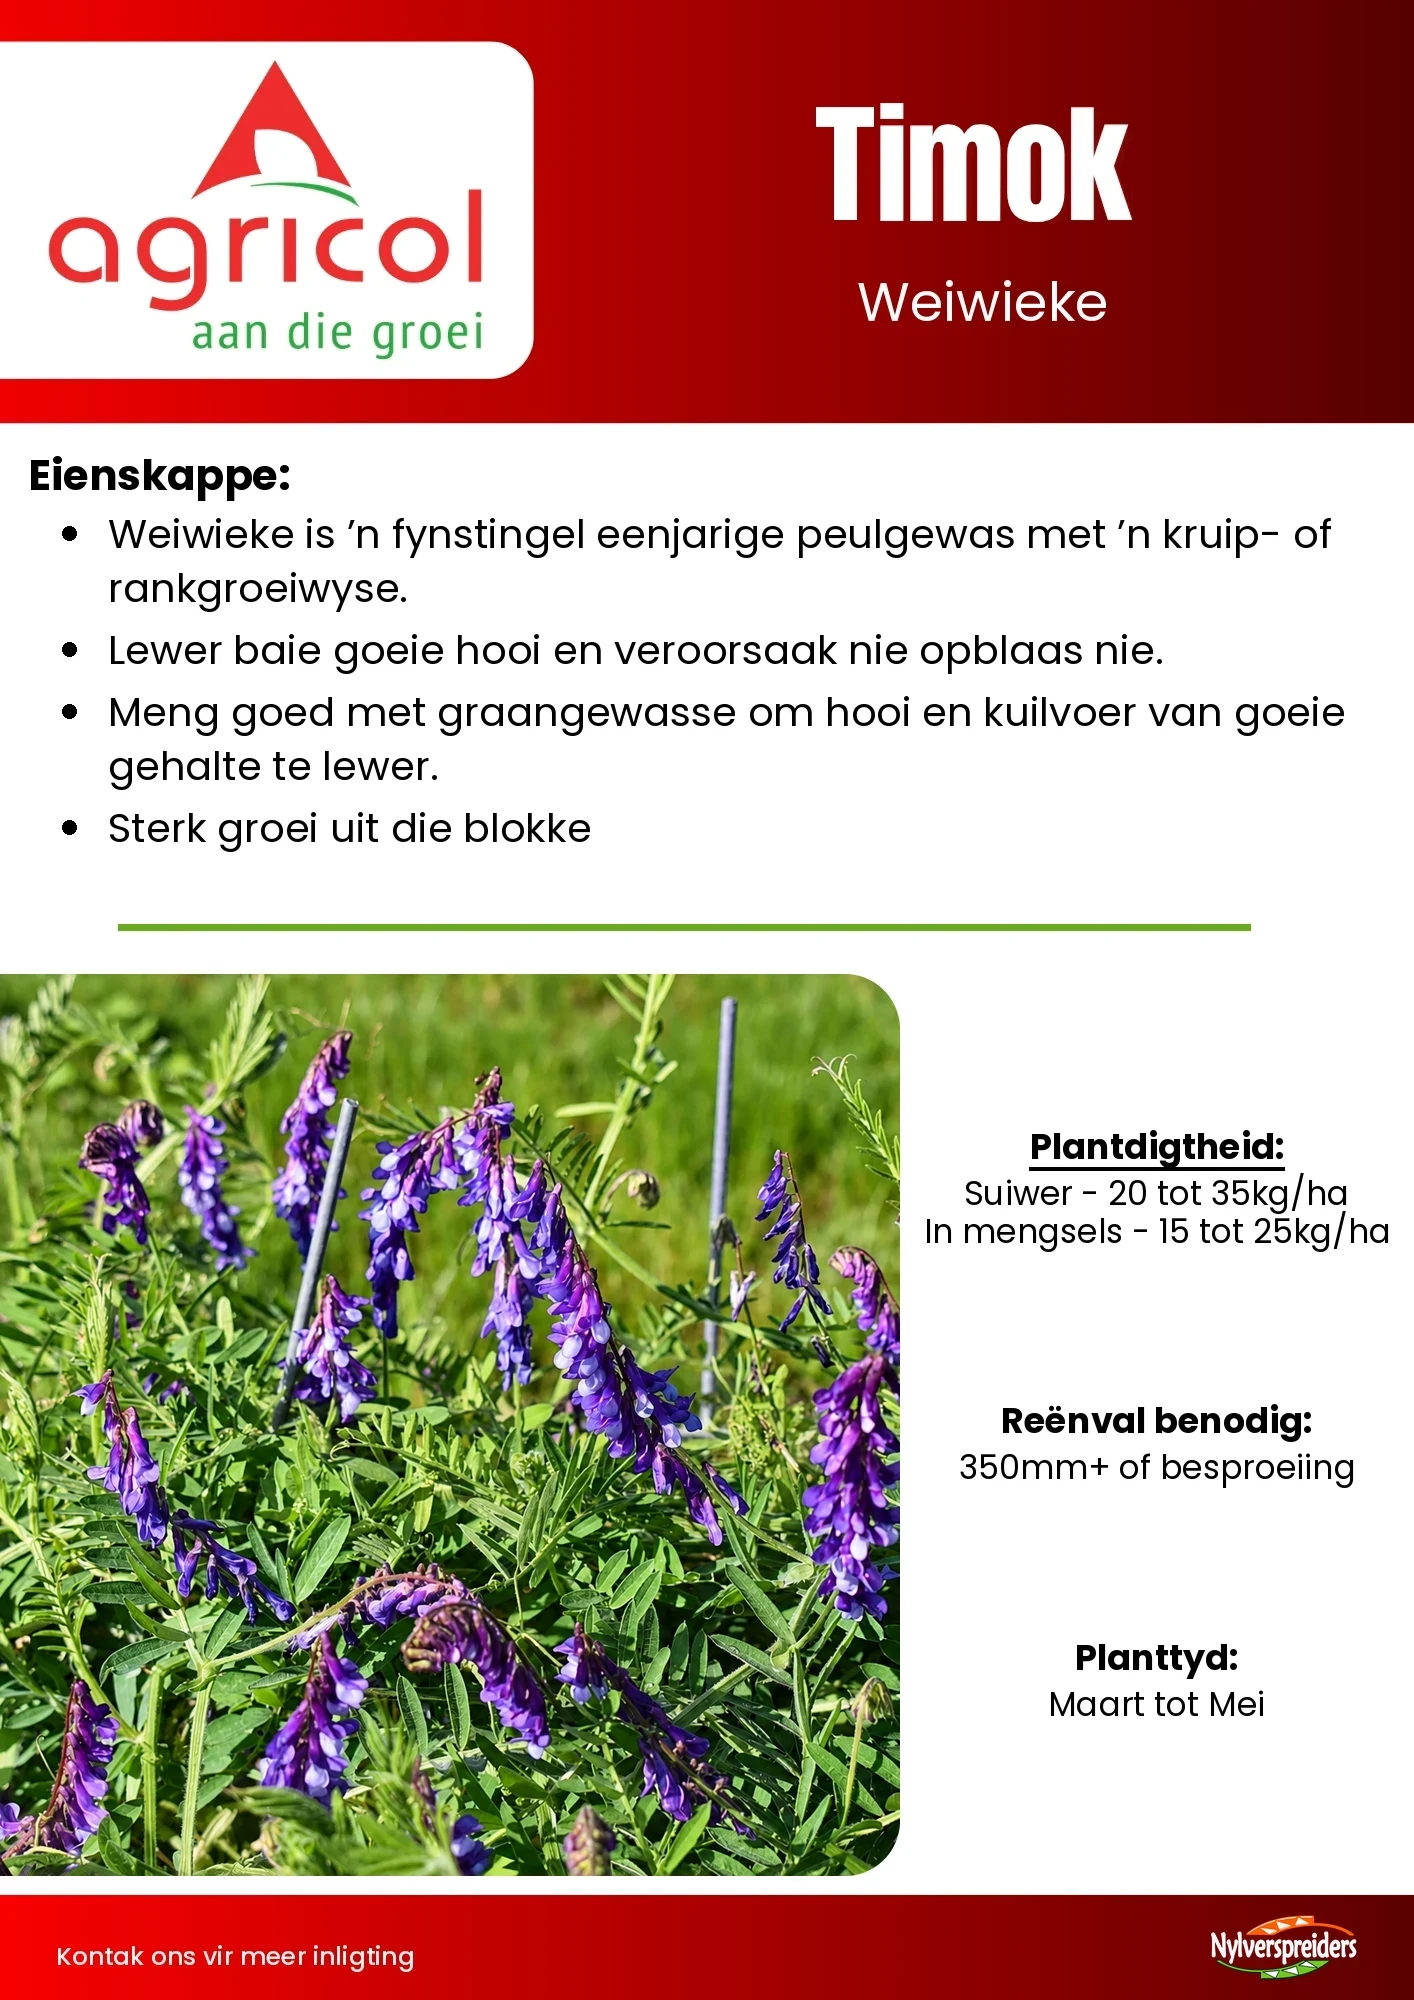 agricol
aan die groei
Timok
Weiwieke
Eienskappe:
• Weiwieke is ’n fynstingel eenjarige peulgewas met ’n kruip- of
rankgroeiwyse.
• Lewer baie goeie hooi en veroorsaak nie opblaas nie.
• Meng goed met graangewasse om hooi en kuilvoer van goeie
gehalte te lewer.
• Sterk groei uit die blokke
Plantdigtheid:
Suiwer - 20 tot 35kg/ha
In mengsels - 15 tot 25kg/ha
Reënval benodig:
350mm+ of besproeiing
Planttyd:
Maart tot Mei
Kontak ons vir meer inligting
Nylverspreiders